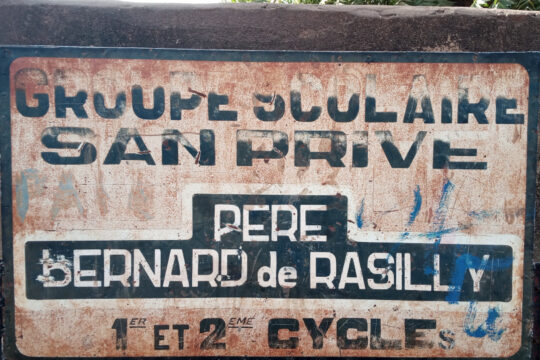 GROUPE SCOLAIRE
SAN PRIVE
PERE
BERNARD de RASILLY
1ER ET 2EME CYCLEs